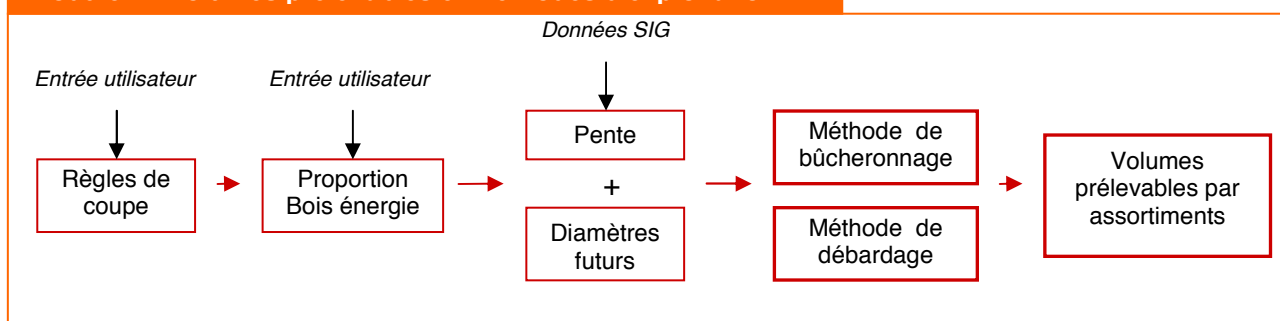 Données SIG
Entrée utilisateur
Entrée utilisateur
Règles de
coupe
Proportion
Bois énergie
Pente
+
Diamètres
futurs
Méthode de
bûcheronnage
Méthode de
débardage
Volumes
prélevables par
assortiments